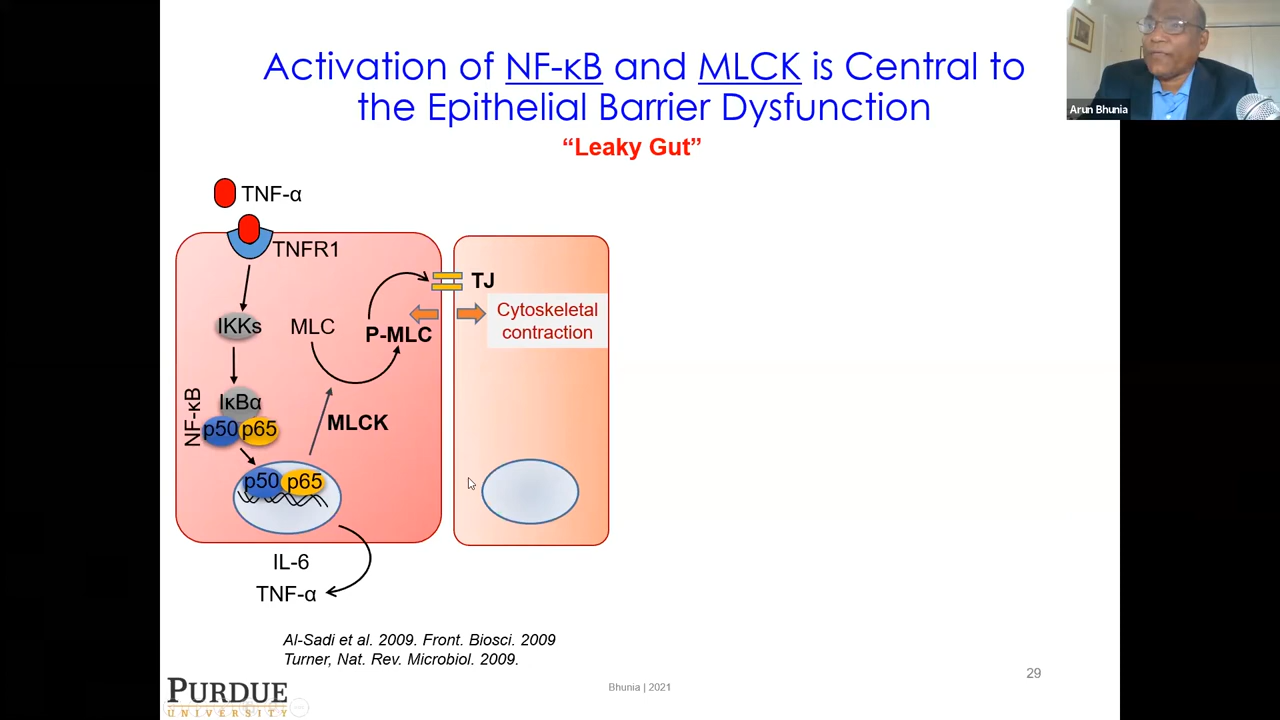 Activation of NF-κB and MLCK is Central to
the Epithelial Barrier Dysfunction
“Leaky Gut”
Arun Bhunia
TNF-α
TNFR1
TJ
IKKs
MLC
P-MLC
Cytoskeletal
contraction
NF-κB
IκBα
p50 p65
MLCK
p50 p65
IL-6
TNF-α
Al-Sadi et al. 2009. Front. Biosci. 2009
Turner, Nat. Rev. Microbiol. 2009.
PURDUE
UNIVERSITY
Bhunia | 2021
29